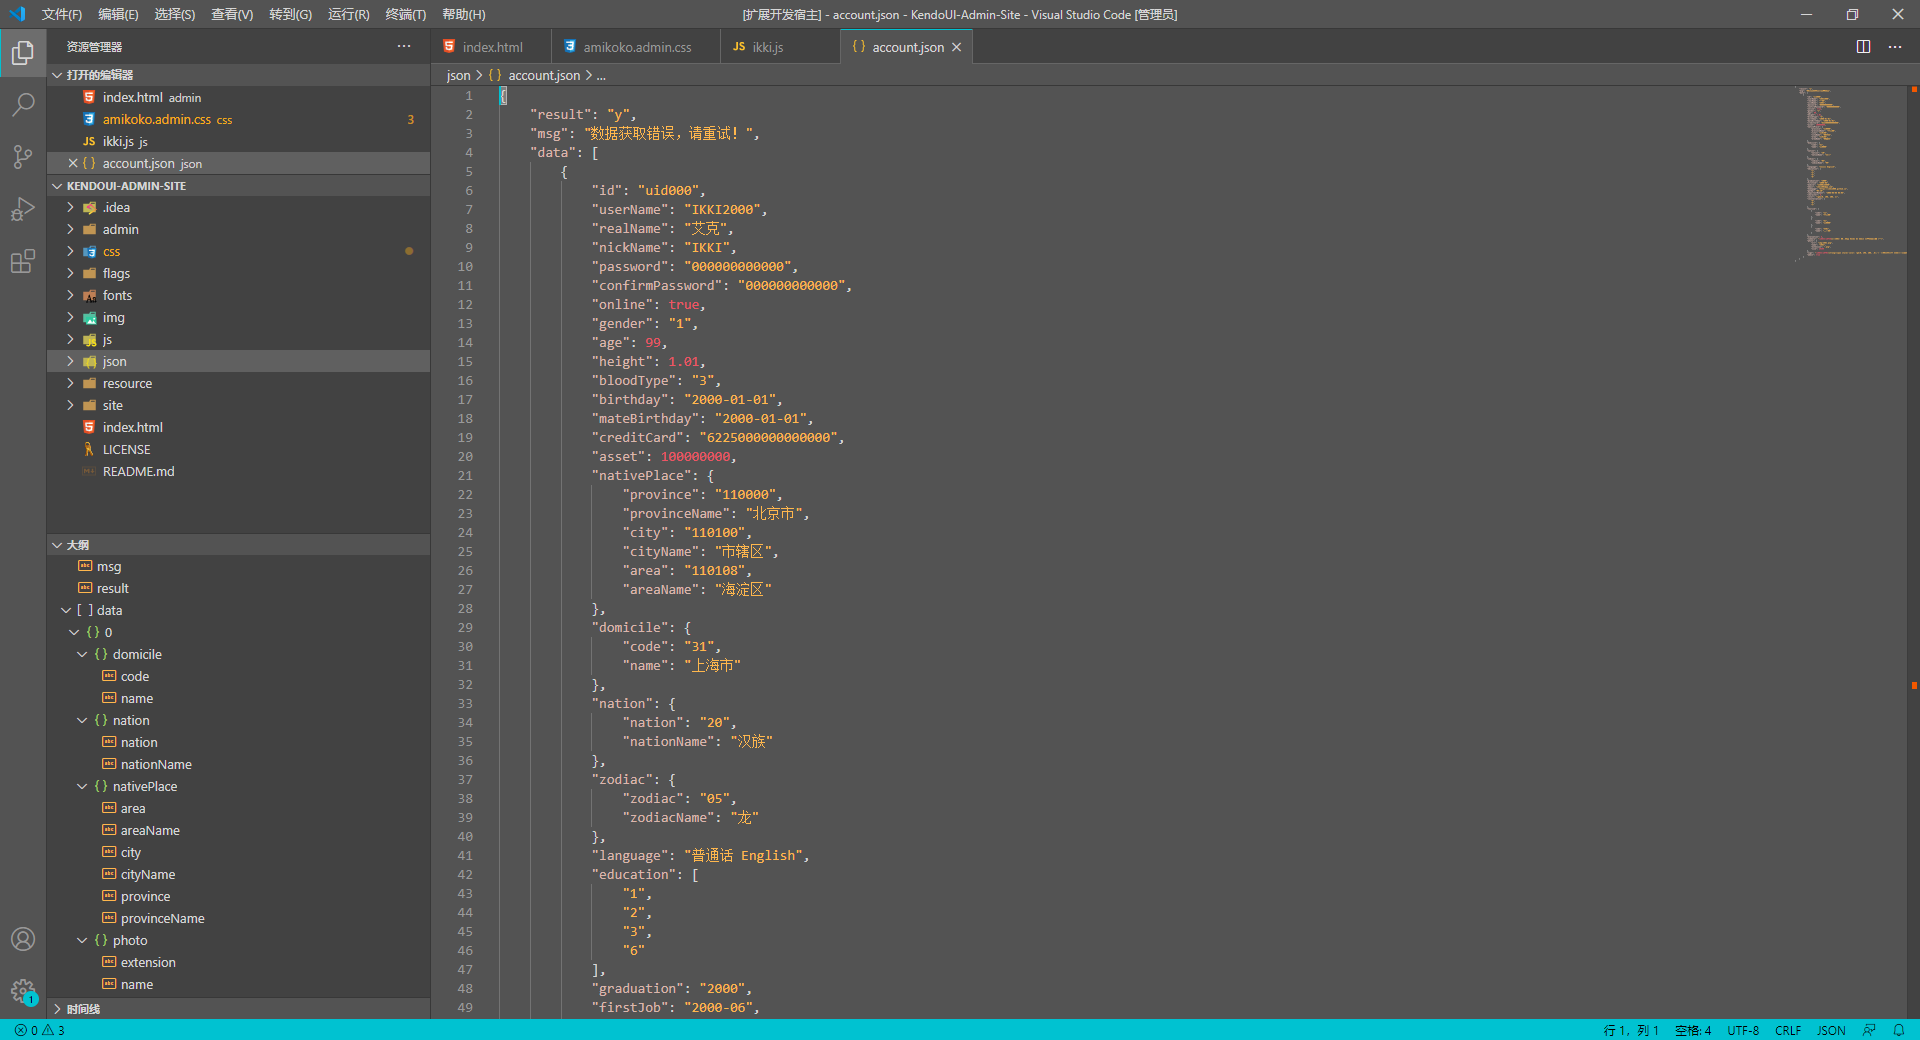 文件(F) 编辑(E) 选择(S) 查看(V) 转到(G) 运行(R) 终端(T) 帮助(H)
[扩展开发宿主] - account.json - KendoUI-Admin-Site - Visual Studio Code [管理员]
资源管理器
打开的编辑器
index.html admin
amikoko.admin.css css 3
ikki.js js
account.json json
KENDOUI-ADMIN-SITE
.idea
admin
css
flags
fonts
img
js
json
resource
site
index.html
LICENSE
README.md
大纲
msg
result
[ ] data
{} 0
{} domicile
code
name
{} nation
nation
nationName
{} nativePlace
area
areaName
city
cityName
province
provinceName
{} photo
extension
name
时间线
1
index.html
amikoko.admin.css
JS ikki.js
{} account.json
json > {} account.json > ...
1 {
2 "result": "y",
3 "msg": "数据获取错误，请重试！",
4 "data": [
5 {
6 "id": "uid000",
7 "userName": "IKKI2000",
8 "realName": "艾克",
9 "nickName": "IKKI",
10 "password": "000000000000",
11 "confirmPassword": "000000000000",
12 "online": true,
13 "gender": "1",
14 "age": 99,
15 "height": 1.01,
16 "bloodType": "3",
17 "birthday": "2000-01-01",
18 "mateBirthday": "2000-01-01",
19 "creditCard": "6225000000000000",
20 "asset": 100000000,
21 "nativePlace": {
22 "province": "110000",
23 "provinceName": "北京市",
24 "city": "110100",
25 "cityName": "市辖区",
26 "area": "110108",
27 "areaName": "海淀区"
28 },
29 "domicile": {
30 "code": "31",
31 "name": "上海市"
32 },
33 "nation": {
34 "nation": "20",
35 "nationName": "汉族"
36 },
37 "zodiac": {
38 "zodiac": "05",
39 "zodiacName": "龙"
40 },
41 "language": "普通话 English",
42 "education": [
43 "1",
44 "2",
45 "3",
46 "6"
47 ],
48 "graduation": "2000",
49 "firstJob": "2000-06",
0 3
行 1，列 1 空格: 4 UTF-8 CRLF JSON